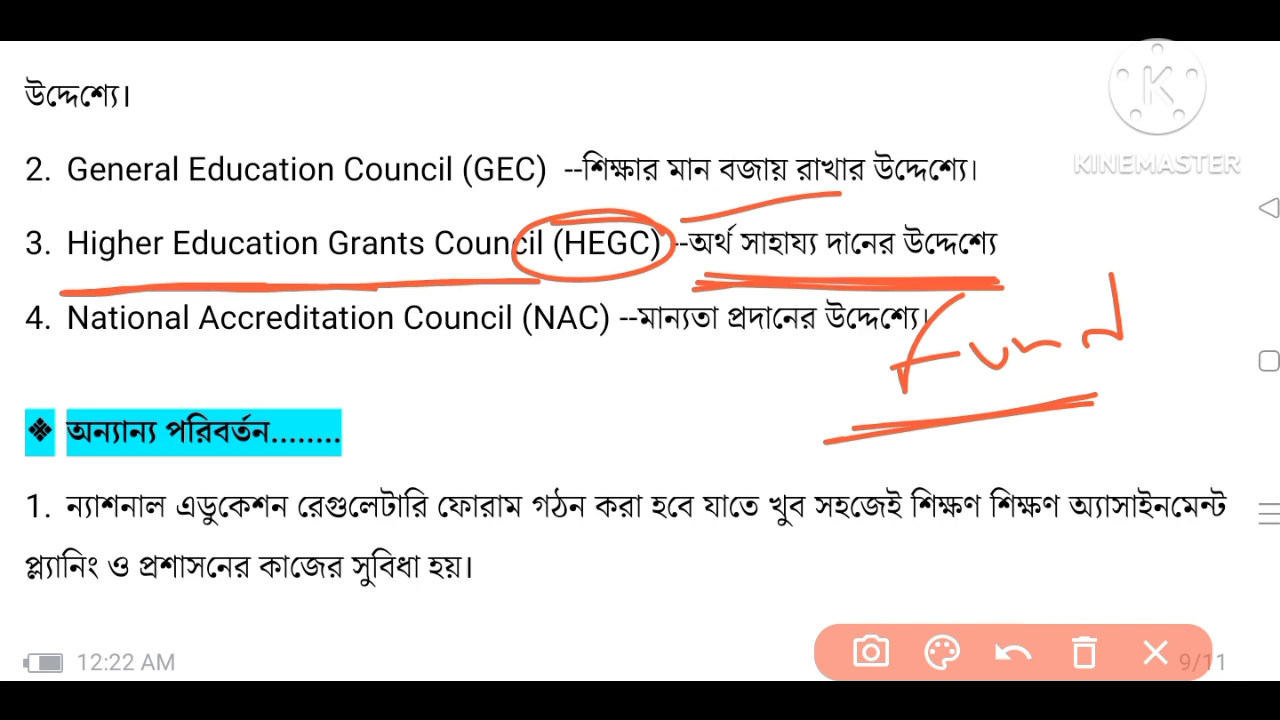 উদ্দেশ্যে।
KINEMASTER
2. General Education Council (GEC) --শিক্ষার মান বজায় রাখার উদ্দেশ্যে।
3. Higher Education Grants Council (HEGC) --অর্থ সাহায্য দানের উদ্দেশ্যে
4. National Accreditation Council (NAC) --মান্যতা প্রদানের উদ্দেশ্যে।
Fund
❖ অন্যান্য পরিবর্তন........
1. ন্যাশনাল এডুকেশন রেগুলেটারি ফোরাম গঠন করা হবে যাতে খুব সহজেই শিক্ষণ শিক্ষণ অ্যাসাইনমেন্ট
প্ল্যানিং ও প্রশাসনের কাজের সুবিধা হয়।
12:22 AM
9/11